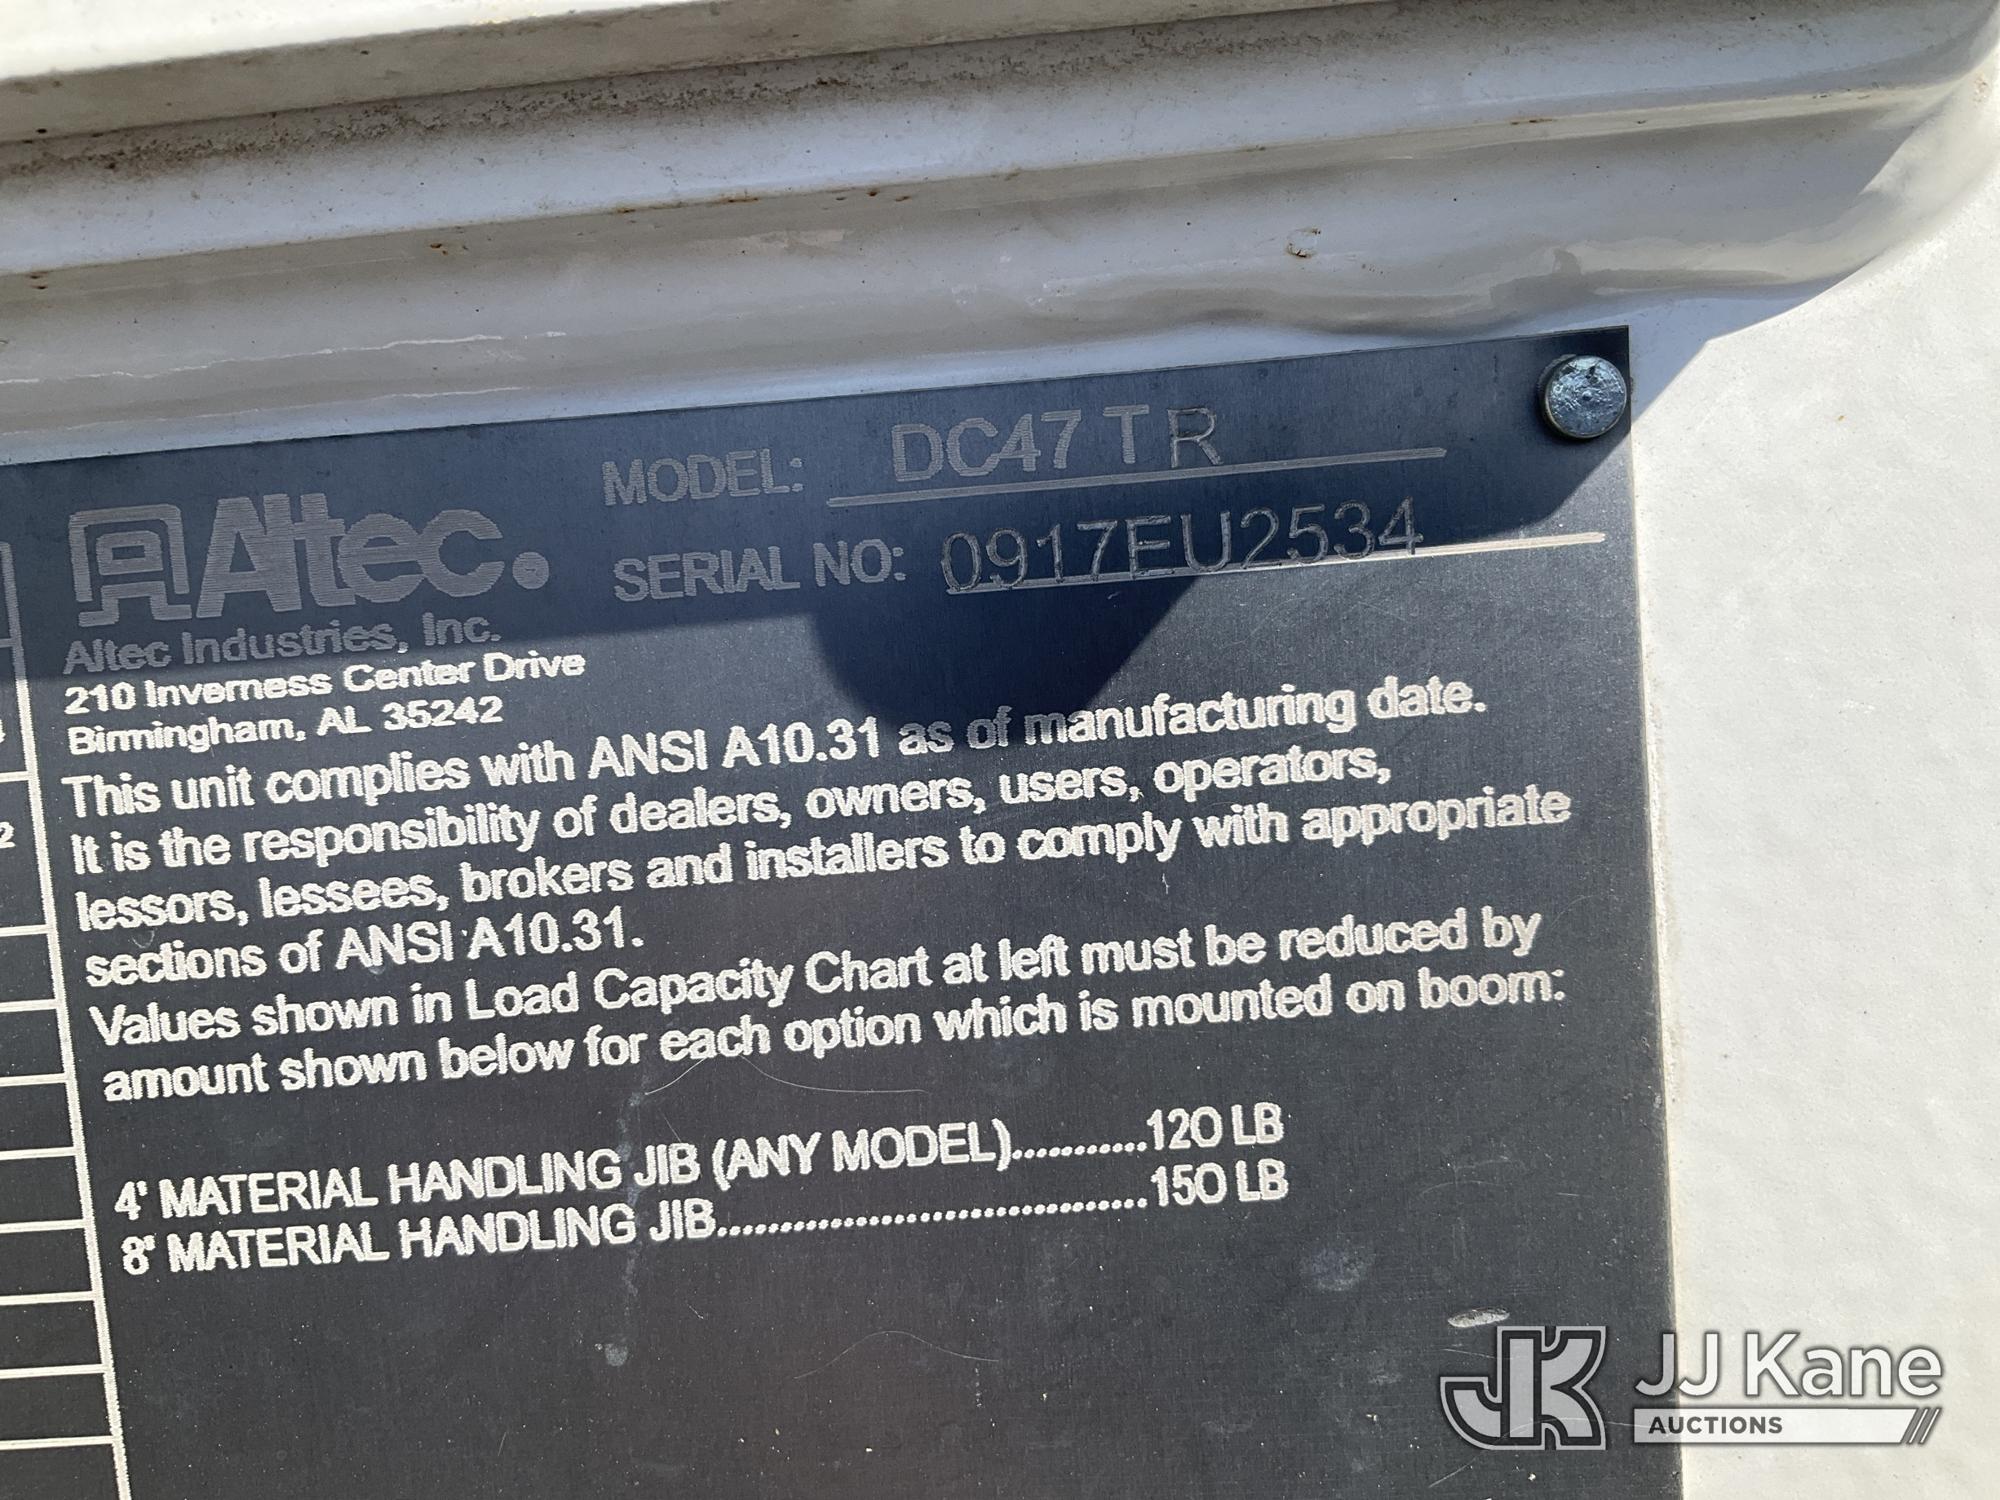 MODEL: DC47 TR
Altec.
SERIAL NO: 0917EU2534
Altec Industries, Inc.
210 Inverness Center Drive
Birmingham, AL 35242
This unit complies with ANSI A10.31 as of manufacturing date.
It is the responsibility of dealers, owners, users, operators,
lessors, lessees, brokers and installers to comply with appropriate
sections of ANSI A10.31.
Values shown in Load Capacity Chart at left must be reduced by
amount shown below for each option which is mounted on boom:
4' MATERIAL HANDLING JIB (ANY MODEL)...........120 LB
8' MATERIAL HANDLING JIB..................................150 LB
JK JJ Kane
AUCTIONS